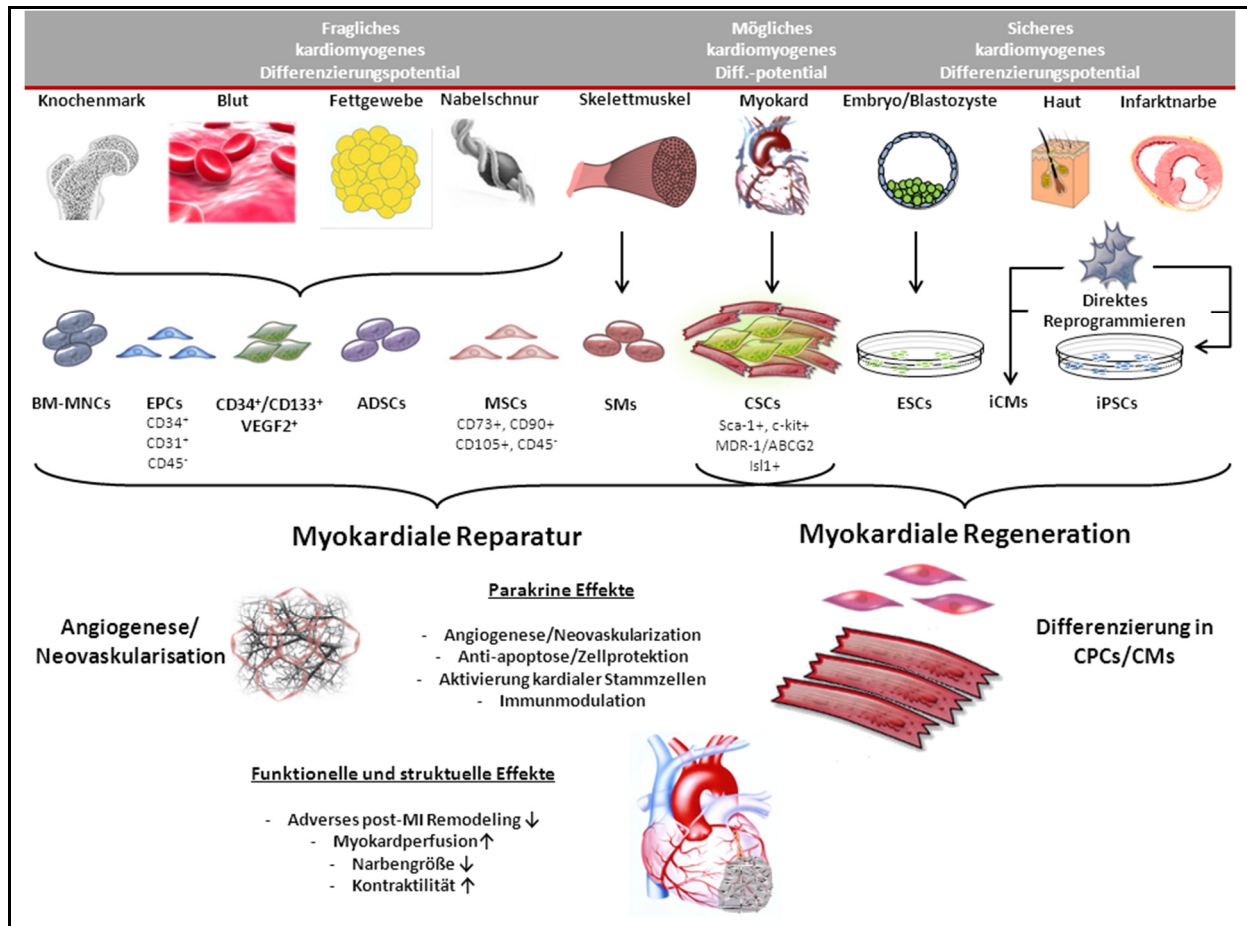 Fragliches
kardiomyogenes
Differenzierungspotential
Mögliches
kardiomyogenes
Diff.-potential
Sicheres
kardiomyogenes
Differenzierungspotential
Knochenmark
Blut
Fettgewebe
Nabelschnur
Skelettmuskel
Myokard
Embryo/Blastozyste
Haut
Infarktnarbe
Direktes
Reprogrammieren
BM-MNCs
EPCs
CD34⁺
CD31⁺
CD45⁻
CD34⁺/CD133⁺
VEGF2⁺
ADSCs
MSCs
CD73+, CD90+
CD105+, CD45⁻
SMs
CSCs
Sca-1+, c-kit+
MDR-1/ABCG2
Isl1+
ESCs
iCMs
iPSCs
Myokardiale Reparatur
Myokardiale Regeneration
Angiogenese/
Neovaskularisation
Parakrine Effekte
- Angiogenese/Neovaskularization
- Anti-apoptose/Zellprotektion
- Aktivierung kardialer Stammzellen
- Immunmodulation
Differenzierung in
CPCs/CMs
Funktionelle und struktuelle Effekte
- Adverses post-MI Remodeling ↓
- Myokardperfusion ↑
- Narbengröße ↓
- Kontraktilität ↑